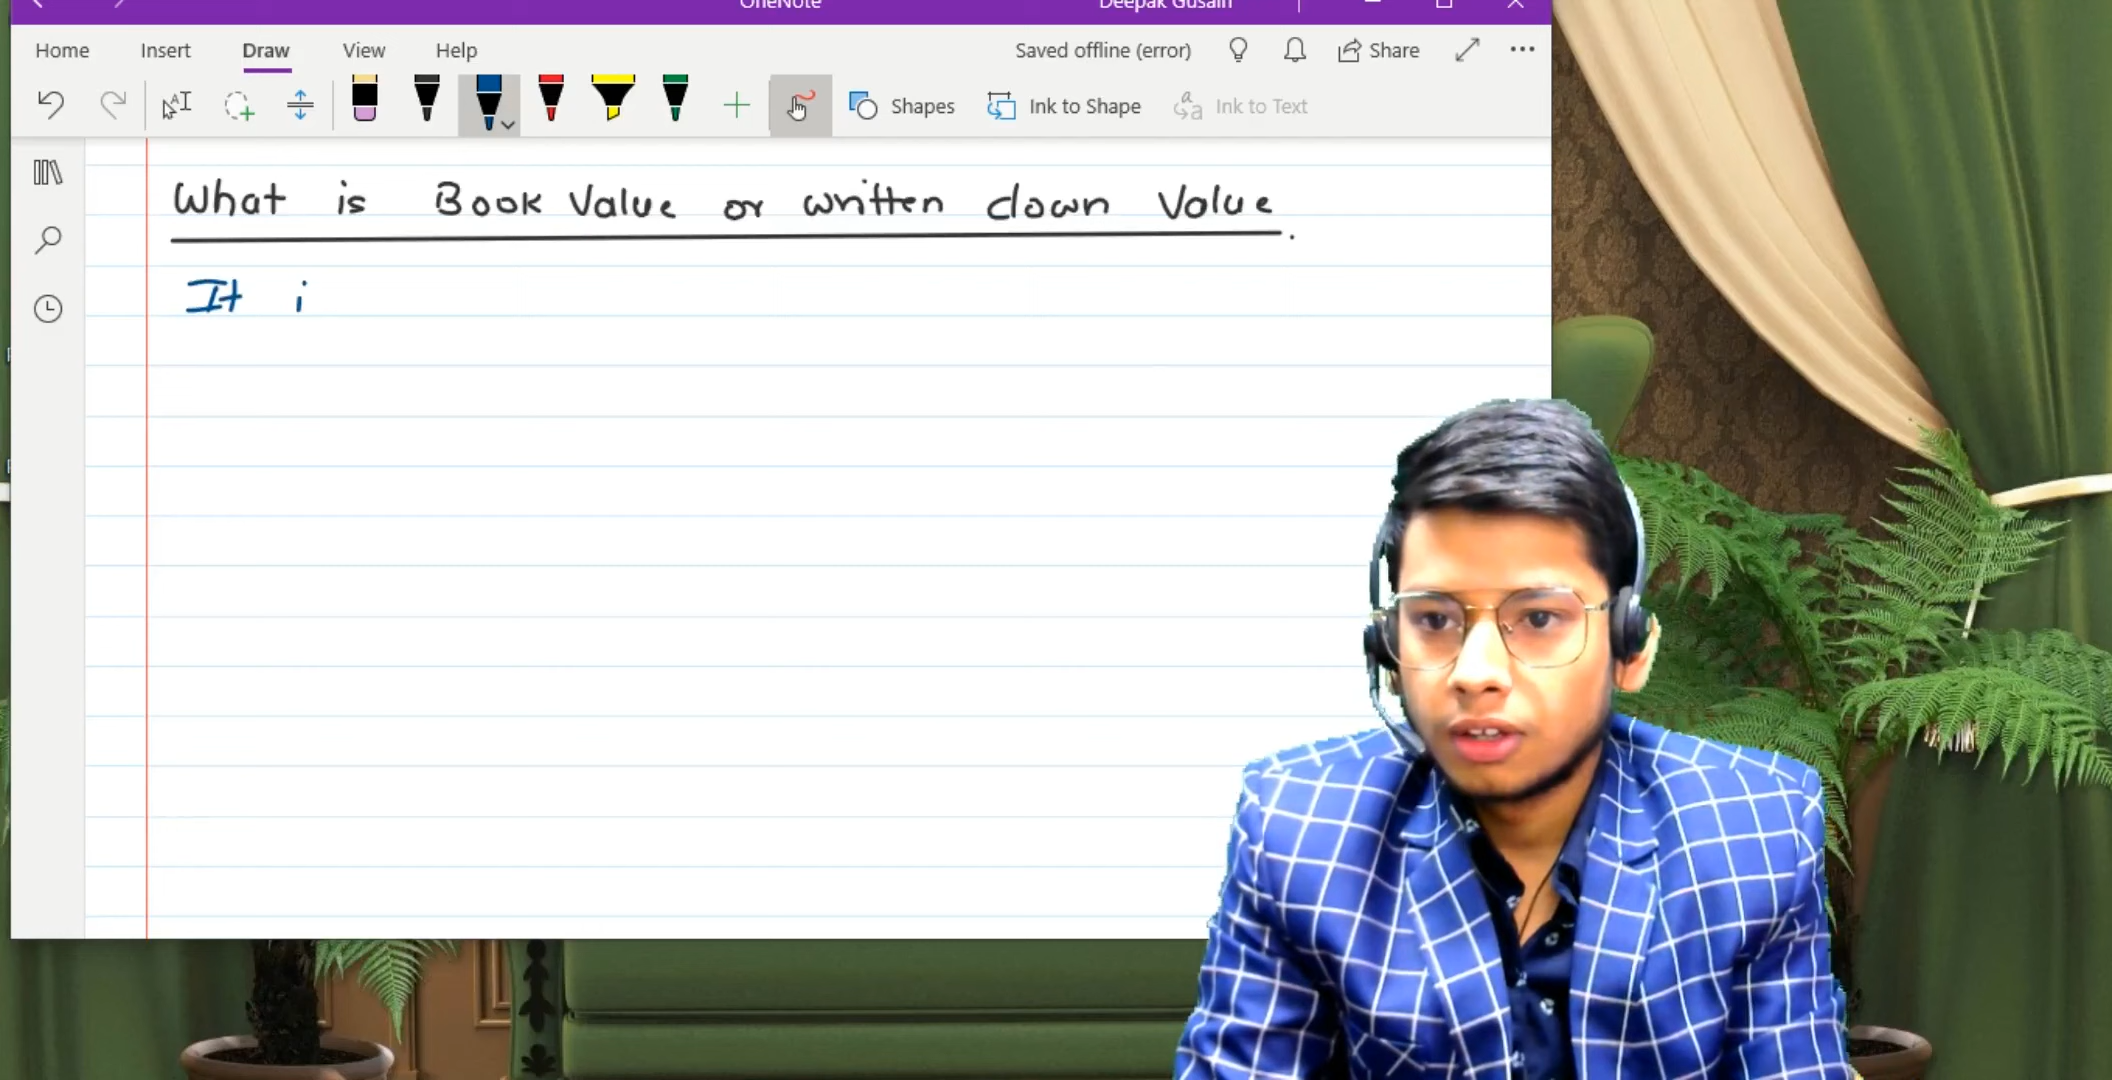 OneNote
Deepak Gusain
Home Insert Draw View Help
Saved offline (error) Share
Shapes Ink to Shape Ink to Text
What is Book Value or written down Value.
It i